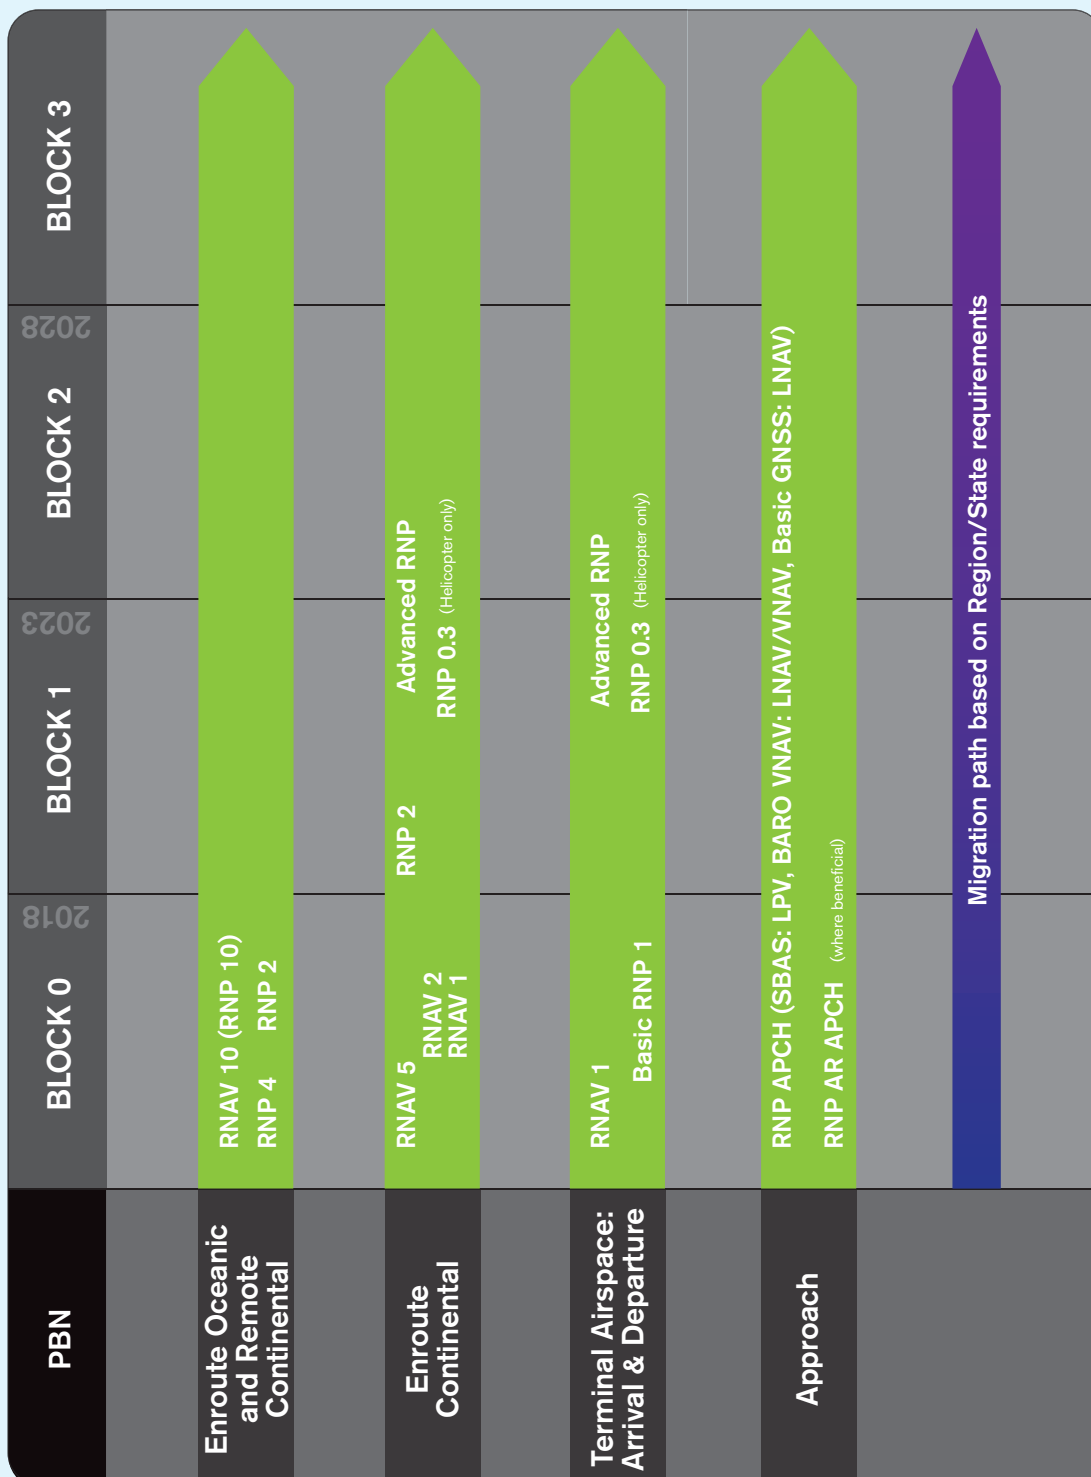 PBN
BLOCK 0
2018
BLOCK 1
2023
BLOCK 2
2028
BLOCK 3
Enroute Oceanic
and Remote
Continental
RNAV 10 (RNP 10)
RNP 4 RNP 2
Enroute
Continental
RNAV 5
RNAV 2
RNAV 1
RNP 2
Advanced RNP
RNP 0.3 (Helicopter only)
Terminal Airspace:
Arrival & Departure
RNAV 1
Basic RNP 1
Advanced RNP
RNP 0.3 (Helicopter only)
Approach
RNP APCH (SBAS: LPV, BARO VNAV: LNAV/VNAV, Basic GNSS: LNAV)
RNP AR APCH (where beneficial)
Migration path based on Region/State requirements